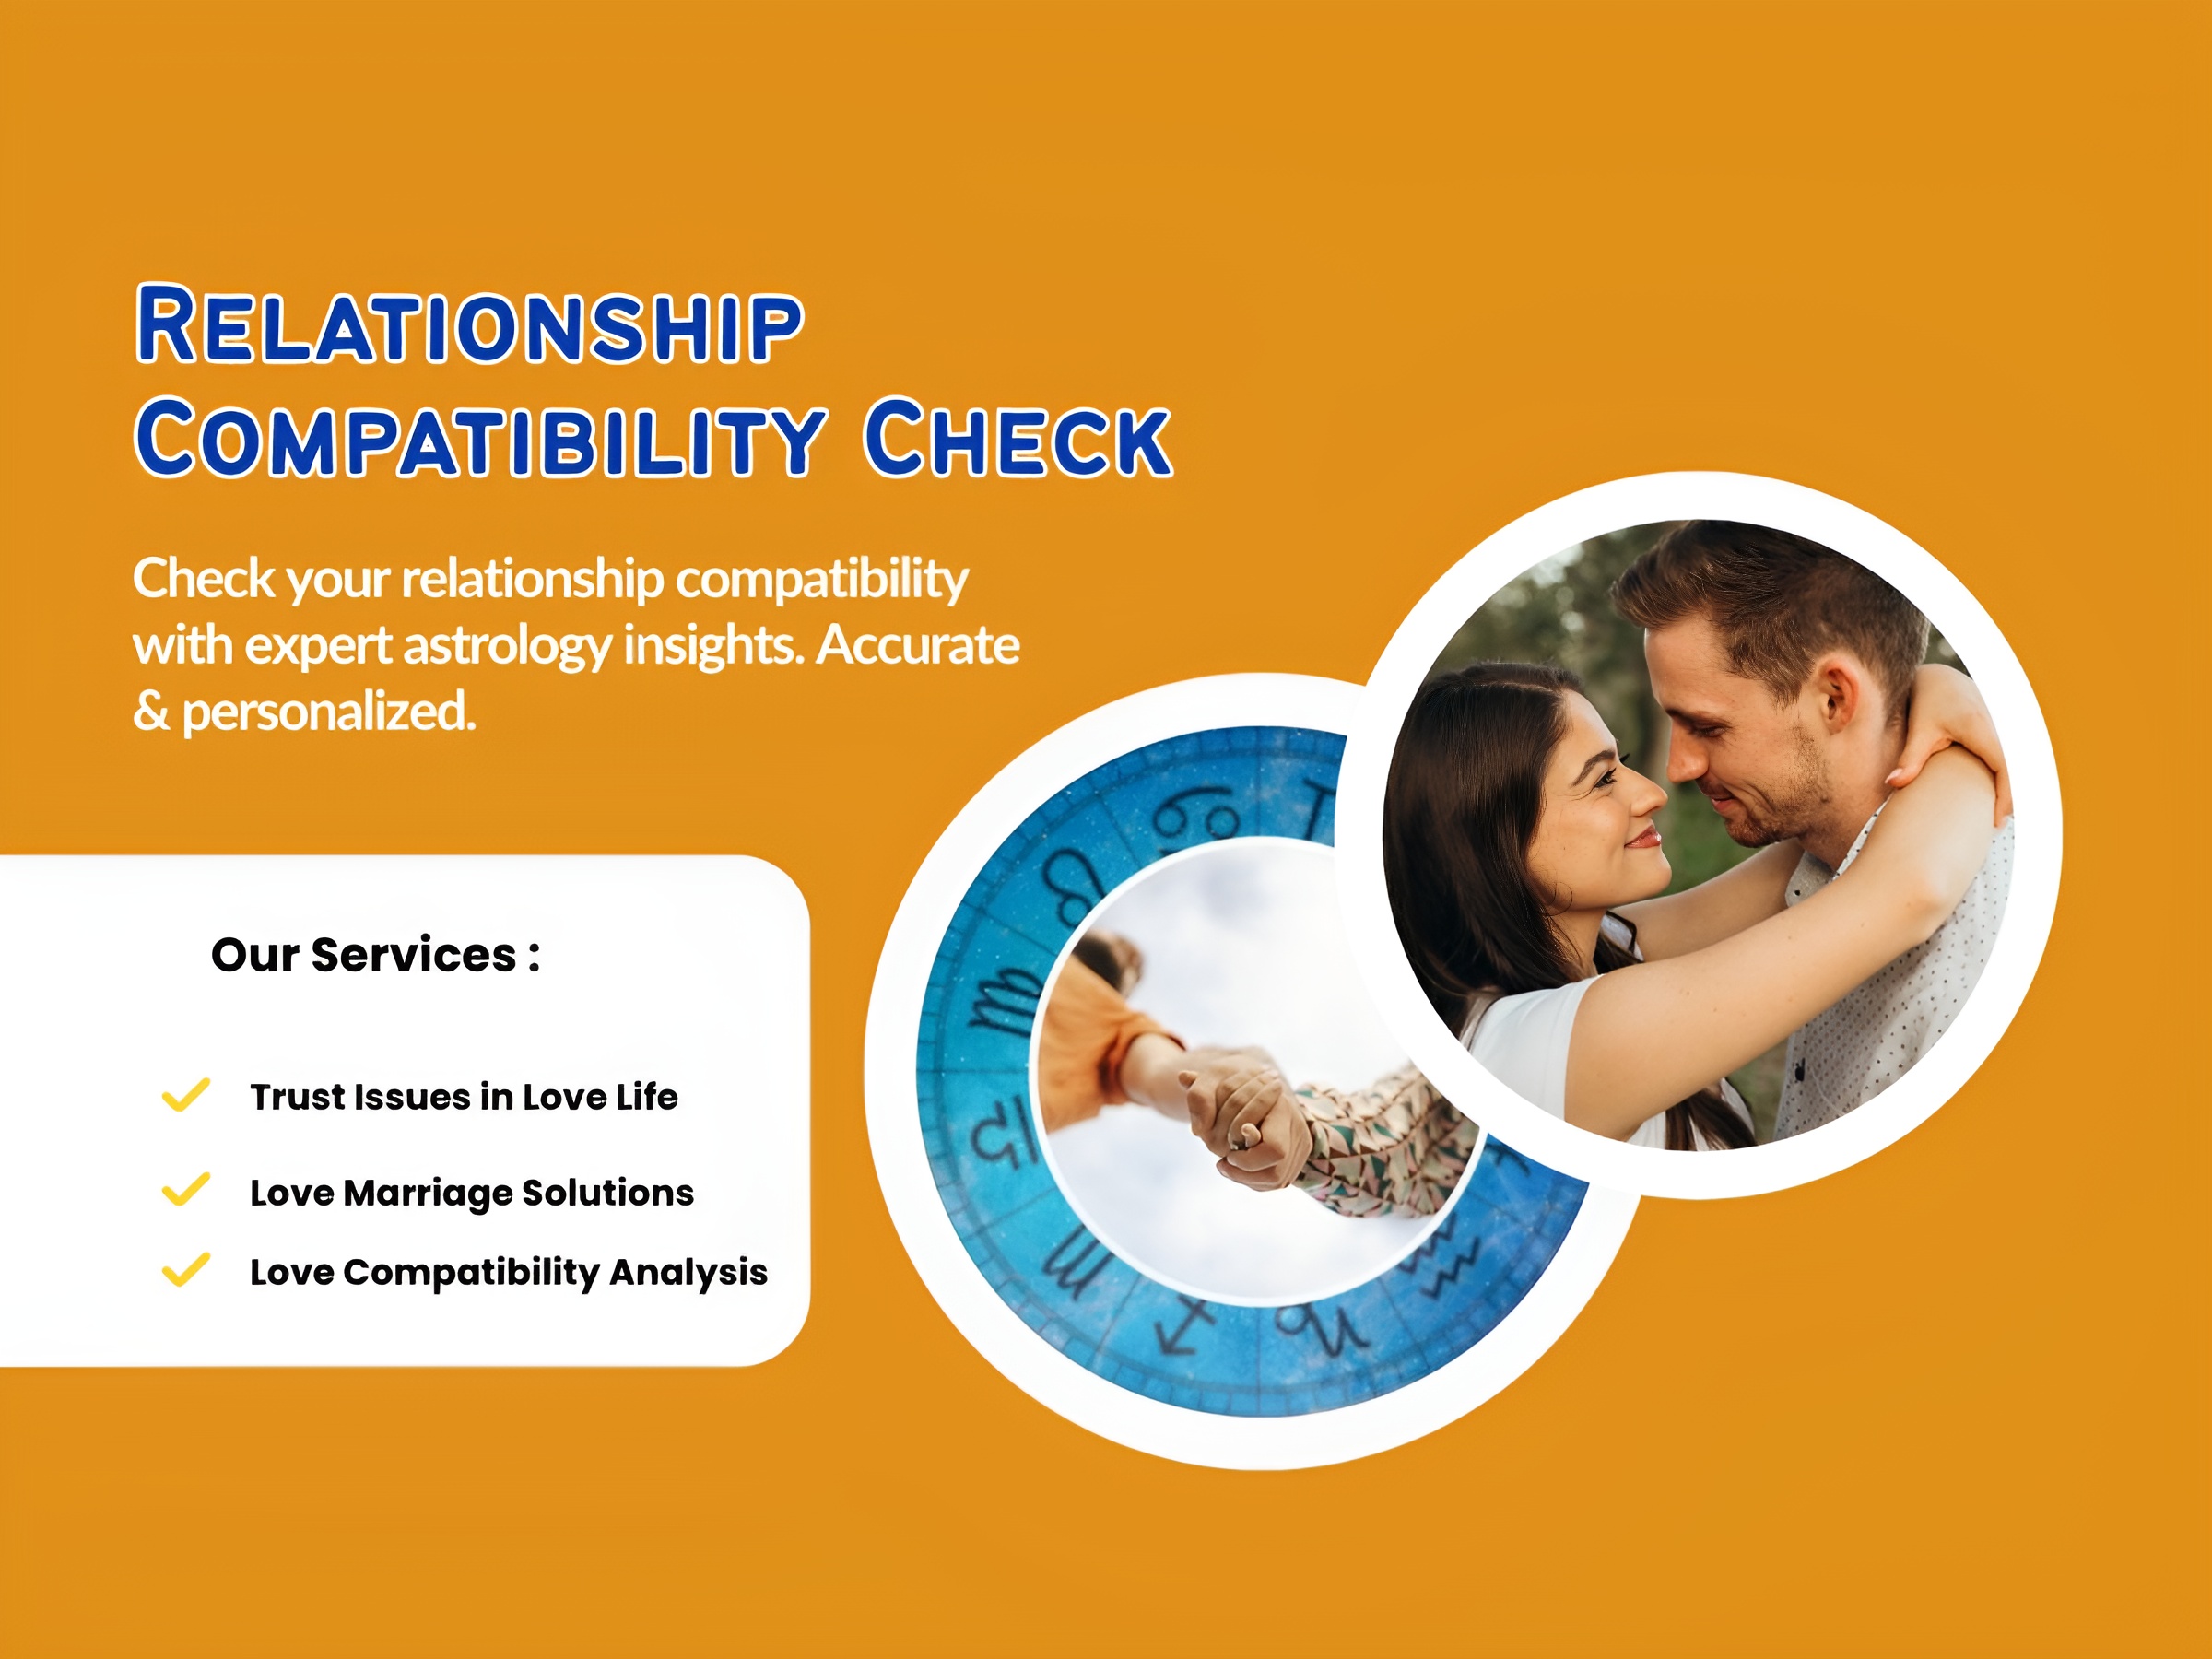 Relationship
Compatibility Check
Check your relationship compatibility
with expert astrology insights. Accurate
& personalized.
Our Services :
Trust Issues in Love Life
Love Marriage Solutions
Love Compatibility Analysis